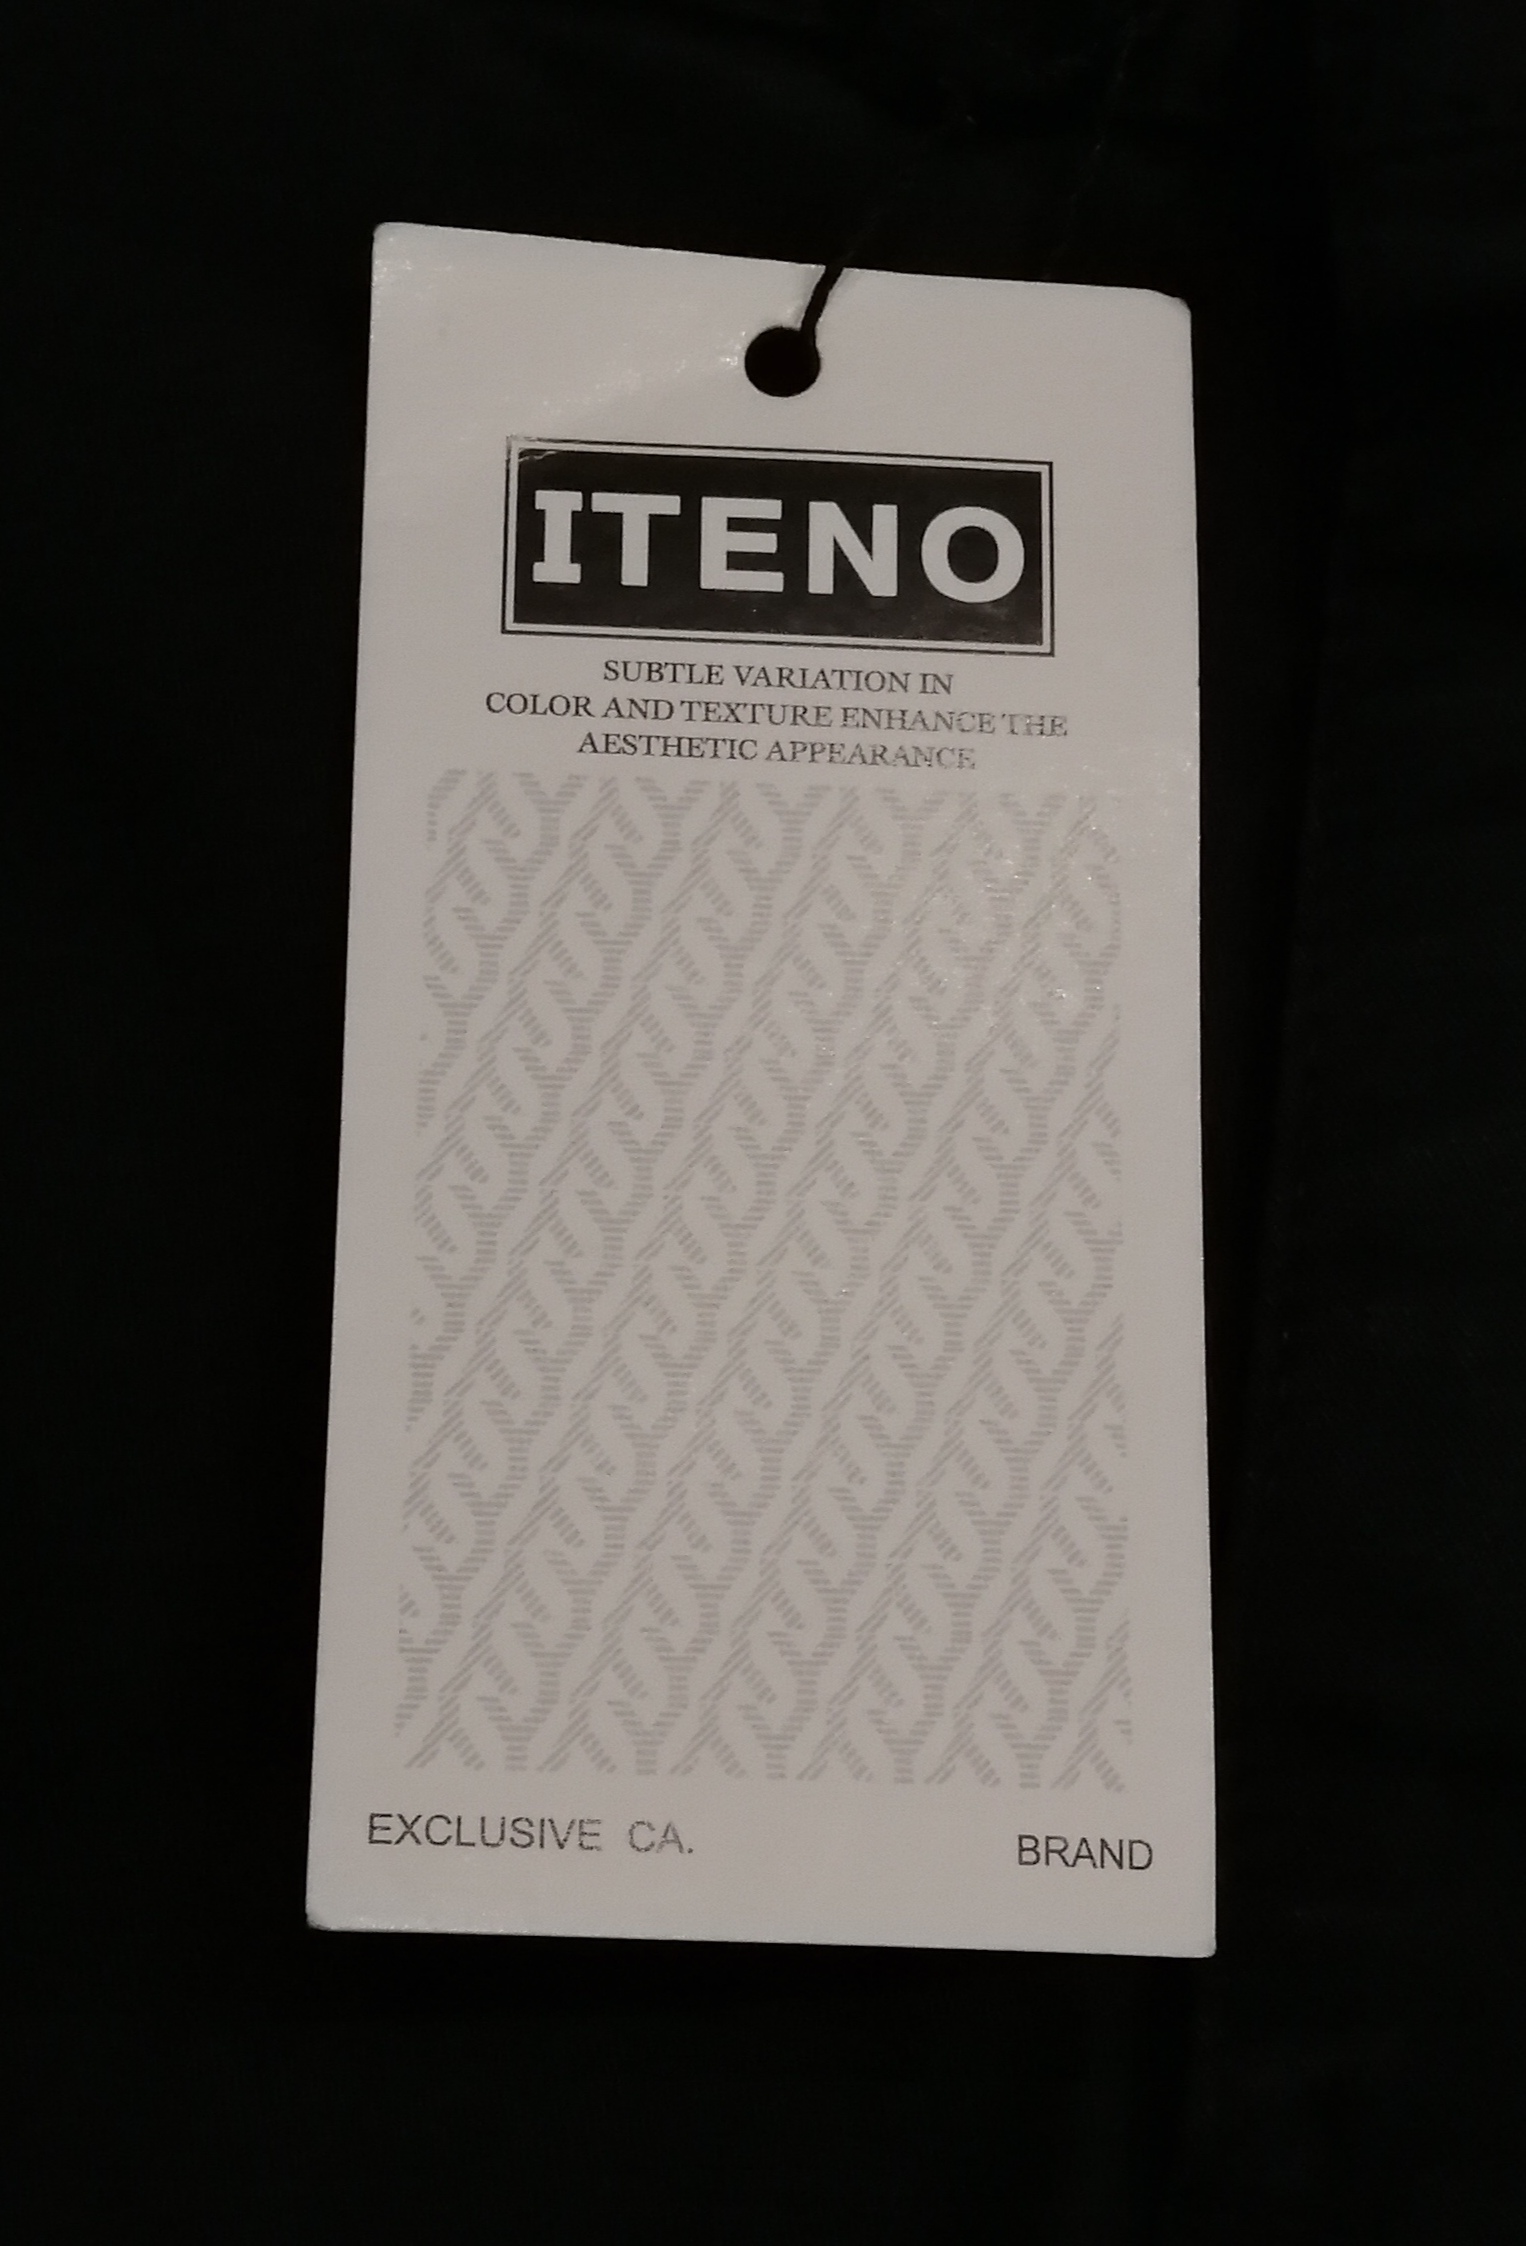 ITENO
SUBTLE VARIATION IN
COLOR AND TEXTURE ENHANCE THE
AESTHETIC APPEARANCE
EXCLUSIVE CA. BRAND